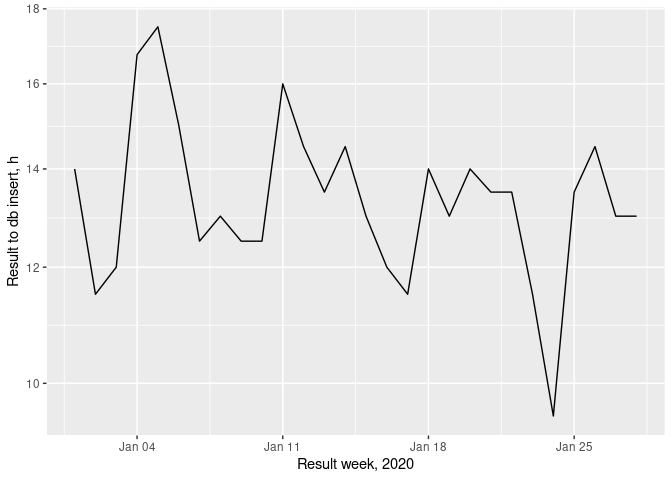 18
16
14
12
10
Result to db insert, h
Jan 04
Jan 11
Jan 18
Jan 25
Result week, 2020